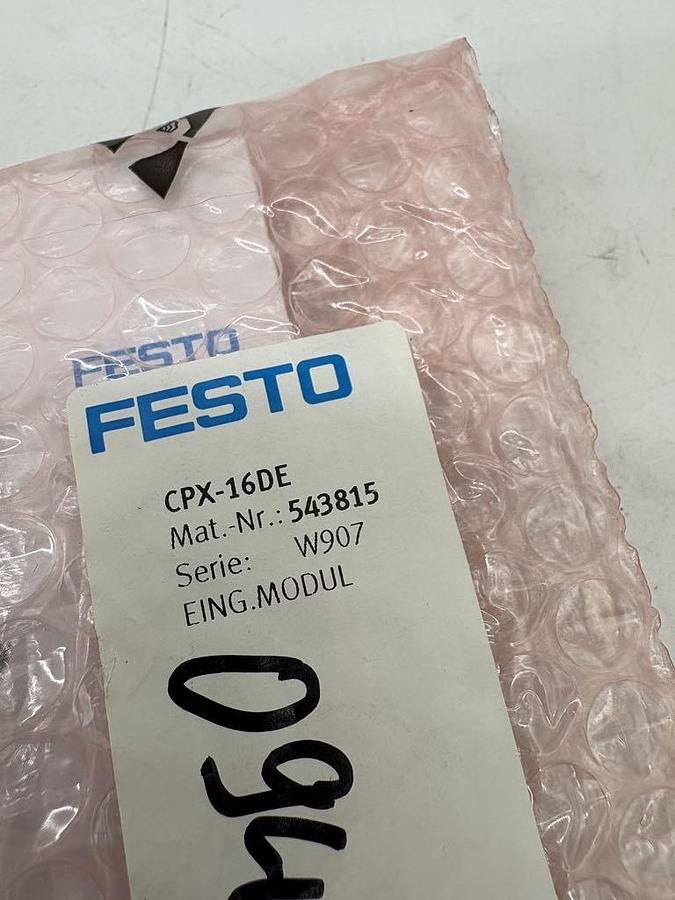 FESTO
FESTO
CPX-16DE
Mat.-Nr.: 543815
Serie: W907
EING.MODUL